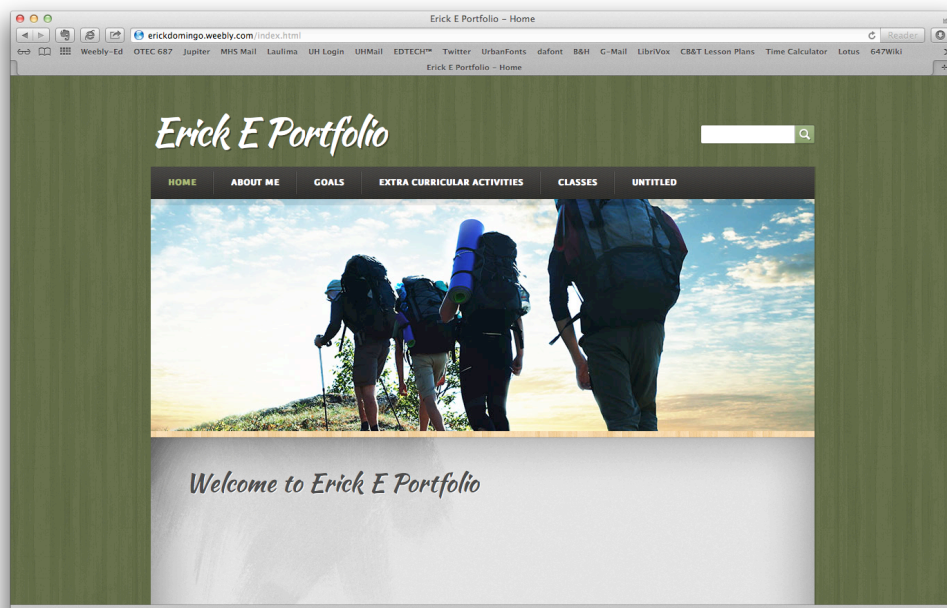 Erick E Portfolio – Home
erickdomingo.weebly.com/index.html
Reader
Weebly-Ed OTEC 687 Jupiter MHS Mail Laulima UH Login UHMail EDTECH™ Twitter UrbanFonts dafont B&H G-Mail LibriVox CB&T Lesson Plans Time Calculator Lotus 647Wiki
Erick E Portfolio – Home
Erick E Portfolio
HOME ABOUT ME GOALS EXTRA CURRICULAR ACTIVITIES CLASSES UNTITLED
Welcome to Erick E Portfolio